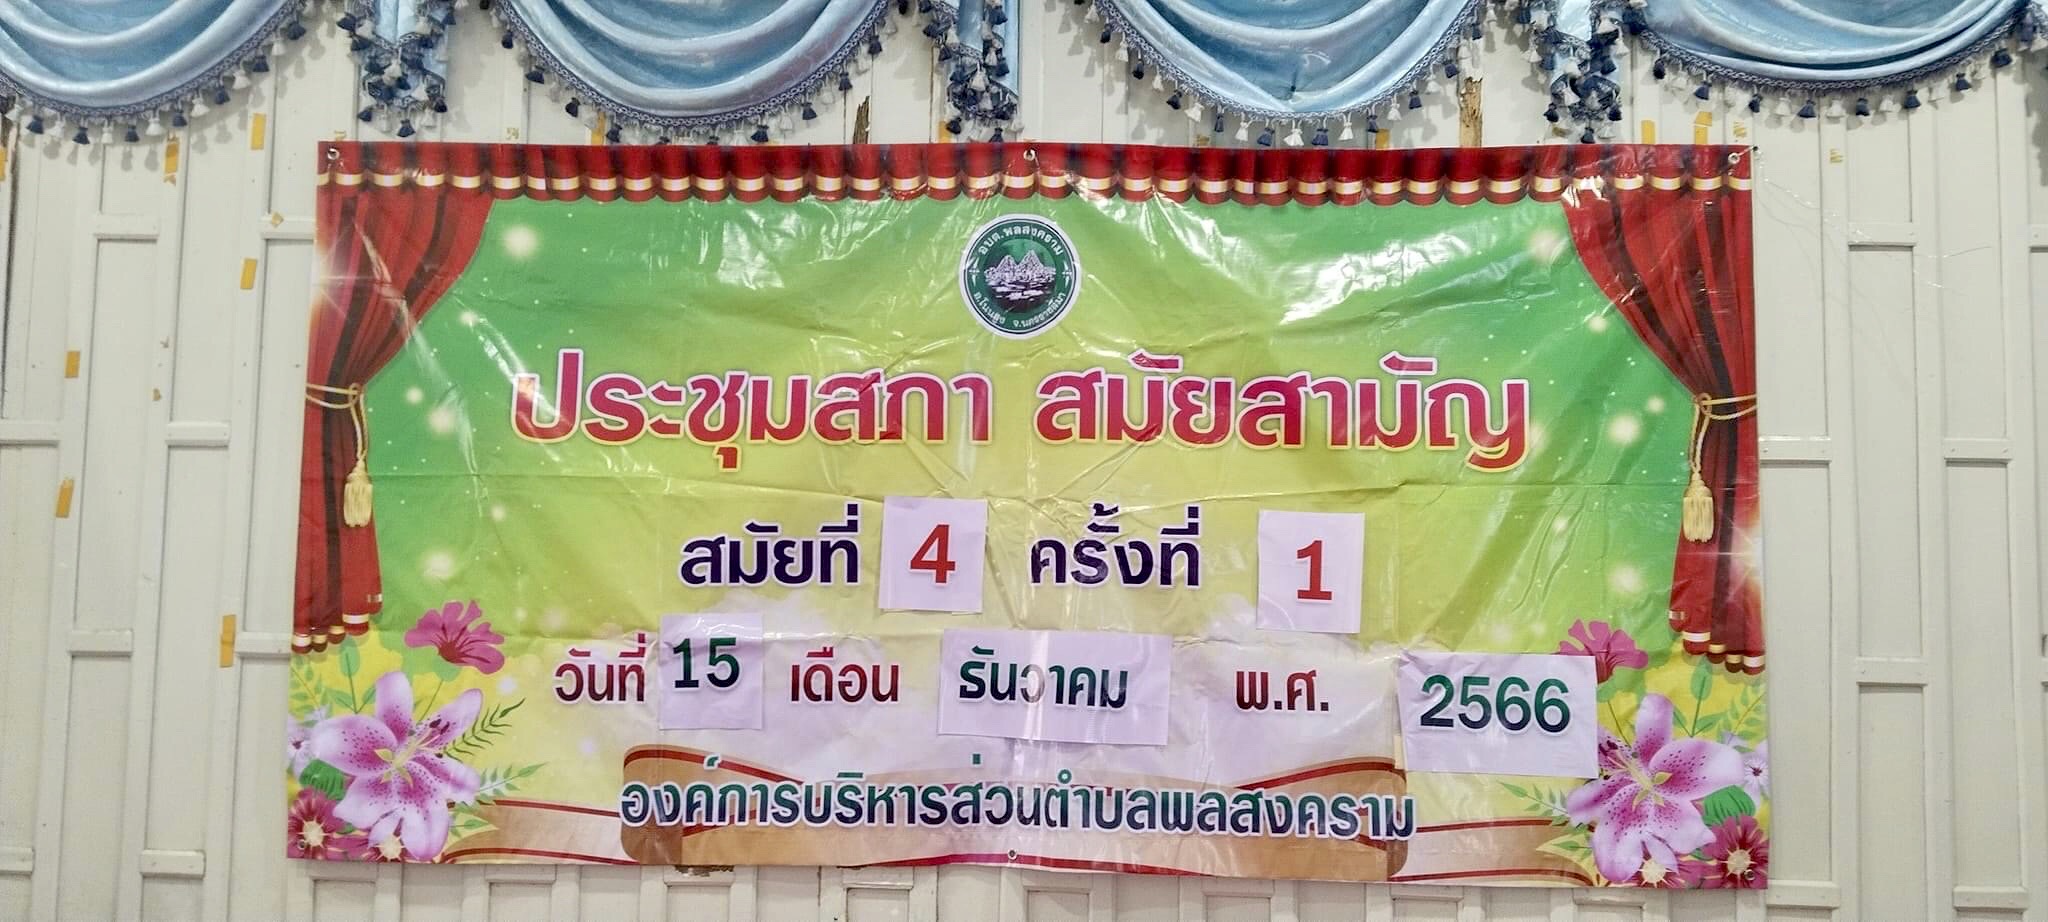 อบต.พลสงคราม
อ.โนนสูง จ.นครราชสีมา
ประชุมสภา สมัยสามัญ
สมัยที่ 4 ครั้งที่ 1
วันที่ 15 เดือน ธันวาคม พ.ศ. 2566
องค์การบริหารส่วนตำบลพลสงคราม